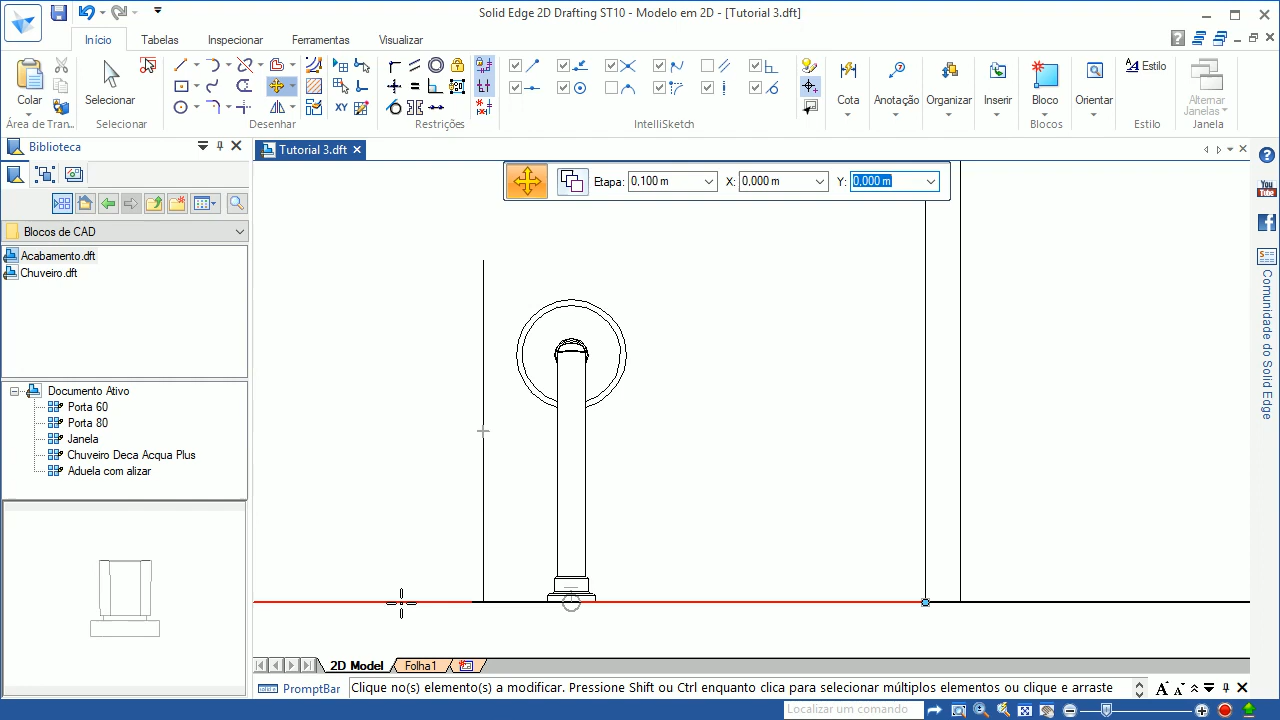 Solid Edge 2D Drafting ST10 - Modelo em 2D - [Tutorial 3.dft]
Início
Tabelas
Inspecionar
Ferramentas
Visualizar
Colar
Selecionar
Cota
Anotação
Organizar
Inserir
Bloco
Orientar
Estilo
Alternar
Janelas
XY
Área de Tran...
Selecionar
Desenhar
Restrições
IntelliSketch
Blocos
Estilo
Janela
Biblioteca
Tutorial 3.dft
Etapa: 0,100 m
X: 0,000 m
Y: 0,000 m
Blocos de CAD
Acabamento.dft
Chuveiro.dft
Documento Ativo
Porta 60
Porta 80
Janela
Chuveiro Deca Acqua Plus
Aduela com alizar
You
Tube
Comunidade do Solid Edge
2D Model
Folha1
PromptBar
Clique no(s) elemento(s) a modificar. Pressione Shift ou Ctrl enquanto clica para selecionar múltiplos elementos ou clique e arraste
Localizar um comando